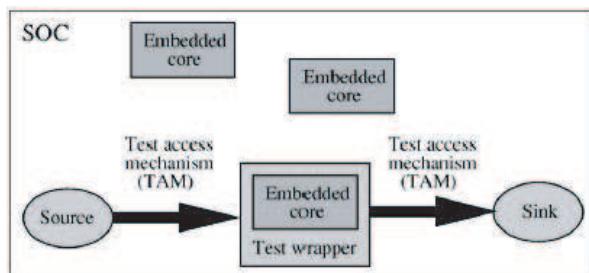 SOC
Embedded
core
Embedded
core
Test access
mechanism
(TAM)
Test access
mechanism
(TAM)
Source
Embedded
core
Test wrapper
Sink